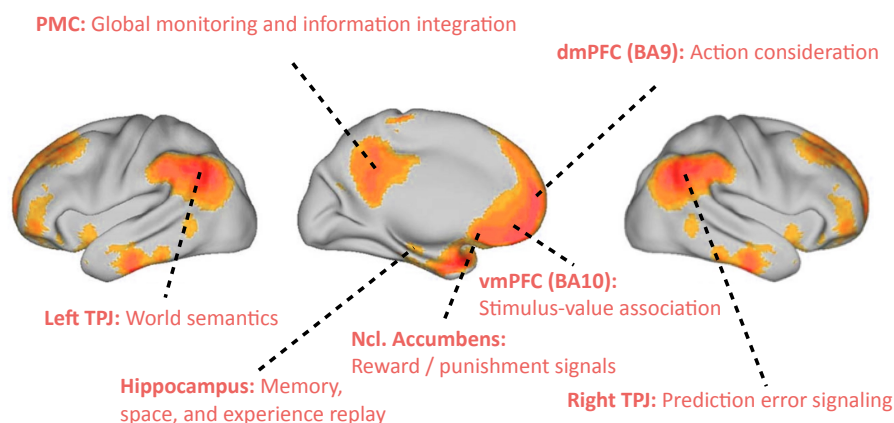 PMC: Global monitoring and information integration
dmPFC (BA9): Action consideration
vmPFC (BA10):
Stimulus-value association
Left TPJ: World semantics
Ncl. Accumbens:
Reward / punishment signals
Hippocampus: Memory,
space, and experience replay
Right TPJ: Prediction error signaling